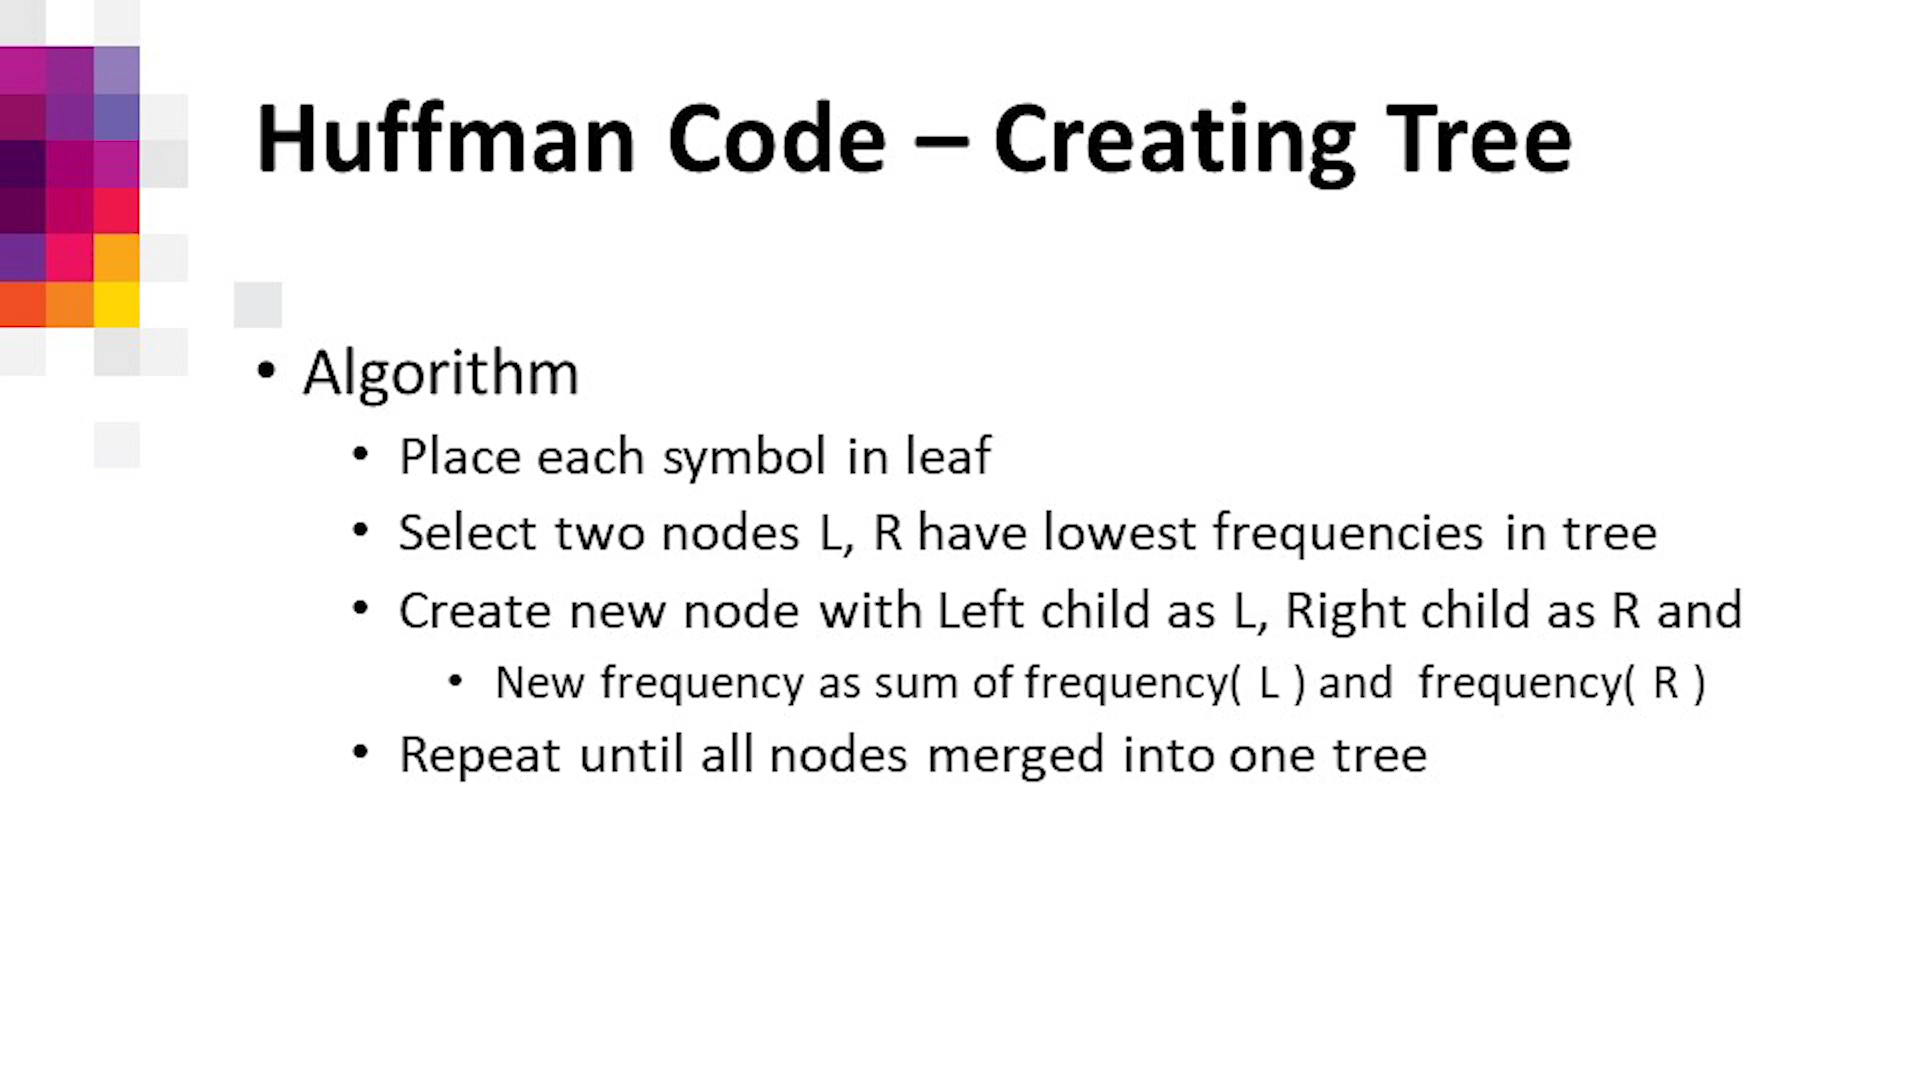 Huffman Code – Creating Tree
• Algorithm
• Place each symbol in leaf
• Select two nodes L, R have lowest frequencies in tree
• Create new node with Left child as L, Right child as R and
• New frequency as sum of frequency( L ) and frequency( R )
• Repeat until all nodes merged into one tree